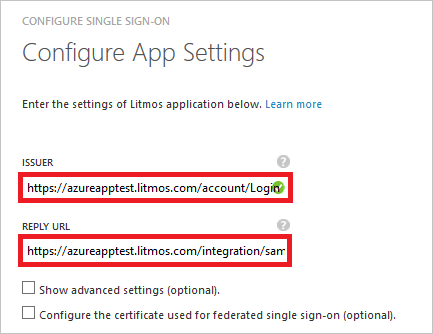 CONFIGURE SINGLE SIGN-ON
Configure App Settings
Enter the settings of Litmos application below. Learn more
ISSUER ?
https://azureapptest.litmos.com/account/Login
REPLY URL ?
https://azureapptest.litmos.com/integration/sam
Show advanced settings (optional).
Configure the certificate used for federated single sign-on (optional).